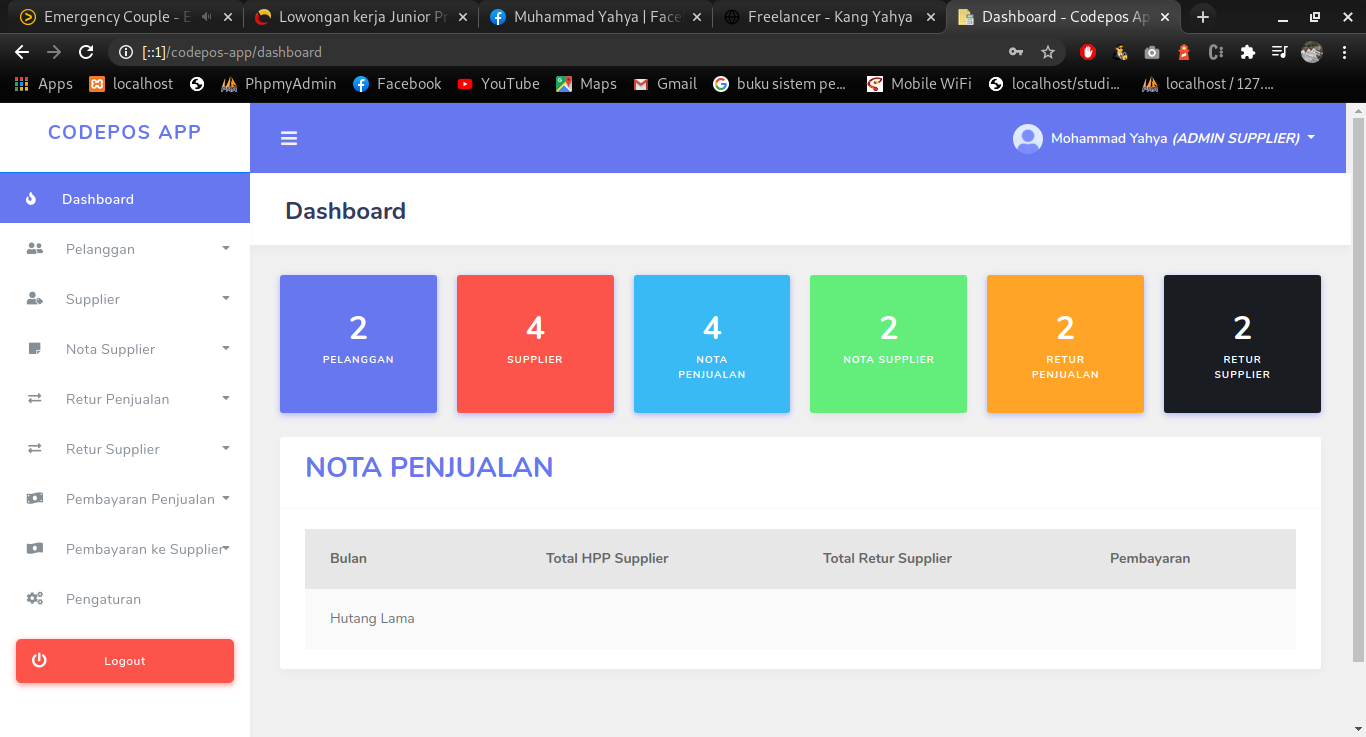 Emergency Couple - E
Lowongan kerja Junior Pr
Muhammad Yahya | Face
Freelancer - Kang Yahya
Dashboard - Codepos Ap
[::1]/codepos-app/dashboard
Apps
localhost
PhpmyAdmin
Facebook
YouTube
Maps
Gmail
buku sistem pe...
Mobile WiFi
localhost/studi...
localhost / 127....
CODEPOS APP
Mohammad Yahya (ADMIN SUPPLIER)
Dashboard
Pelanggan
Supplier
Nota Supplier
Retur Penjualan
Retur Supplier
Pembayaran Penjualan
Pembayaran ke Supplier
Pengaturan
Logout
Dashboard
2
PELANGGAN
4
SUPPLIER
4
NOTA
PENJUALAN
2
NOTA SUPPLIER
2
RETUR
PENJUALAN
2
RETUR
SUPPLIER
NOTA PENJUALAN
Bulan Total HPP Supplier Total Retur Supplier Pembayaran
Hutang Lama